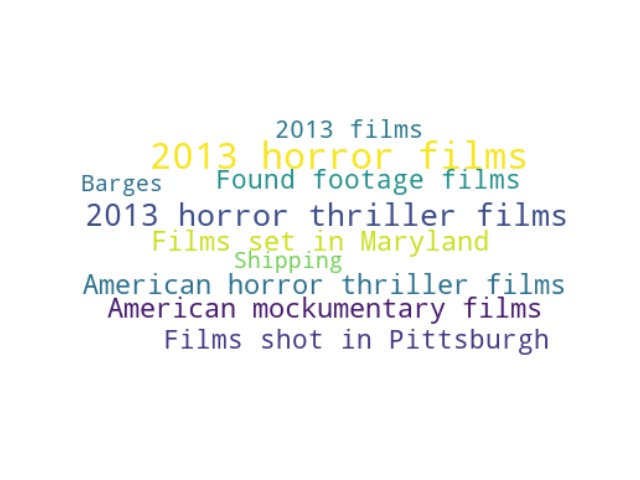 2013 films
2013 horror films
Barges
Found footage films
2013 horror thriller films
Films set in Maryland
Shipping
American horror thriller films
American mockumentary films
Films shot in Pittsburgh